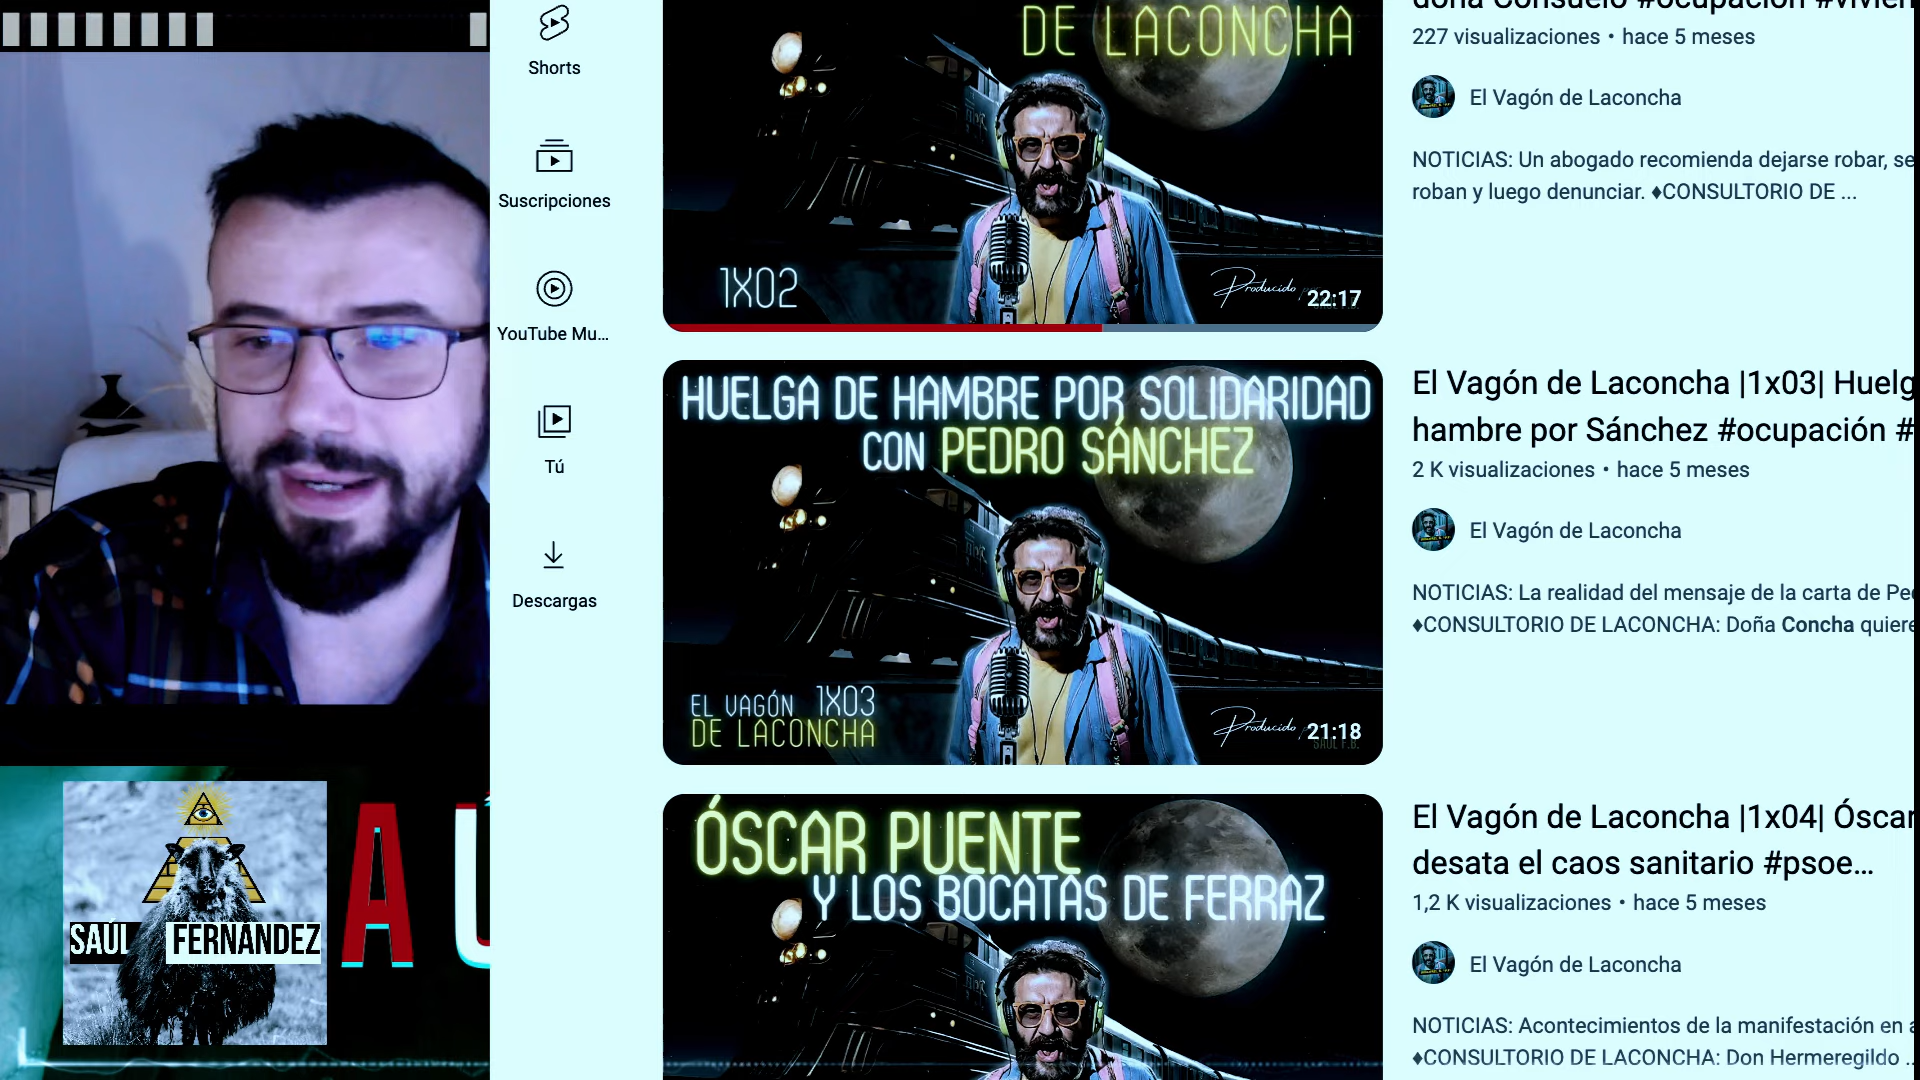 Shorts
Suscripciones
YouTube Mu...
Tú
Descargas
DE LACONCHA
1X02
Producido
22:17
227 visualizaciones • hace 5 meses
El Vagón de Laconcha
NOTICIAS: Un abogado recomienda dejarse robar, se
roban y luego denunciar. ♦CONSULTORIO DE ...
HUELGA DE HAMBRE POR SOLIDARIDAD
CON PEDRO SÁNCHEZ
EL VAGÓN 1X03
DE LACONCHA
Producido
21:18
SAÚL F.B.
El Vagón de Laconcha |1x03| Huelg
hambre por Sánchez #ocupación #
2 K visualizaciones • hace 5 meses
El Vagón de Laconcha
NOTICIAS: La realidad del mensaje de la carta de Pe
♦CONSULTORIO DE LACONCHA: Doña Concha quiere
ÓSCAR PUENTE
Y LOS BOCATAS DE FERRAZ
El Vagón de Laconcha |1x04| Óscar
desata el caos sanitario #psoe...
1,2 K visualizaciones • hace 5 meses
El Vagón de Laconcha
NOTICIAS: Acontecimientos de la manifestación en a
♦CONSULTORIO DE LACONCHA: Don Hermeregildo ..
SAÚL FERNÁNDEZ
A Ú